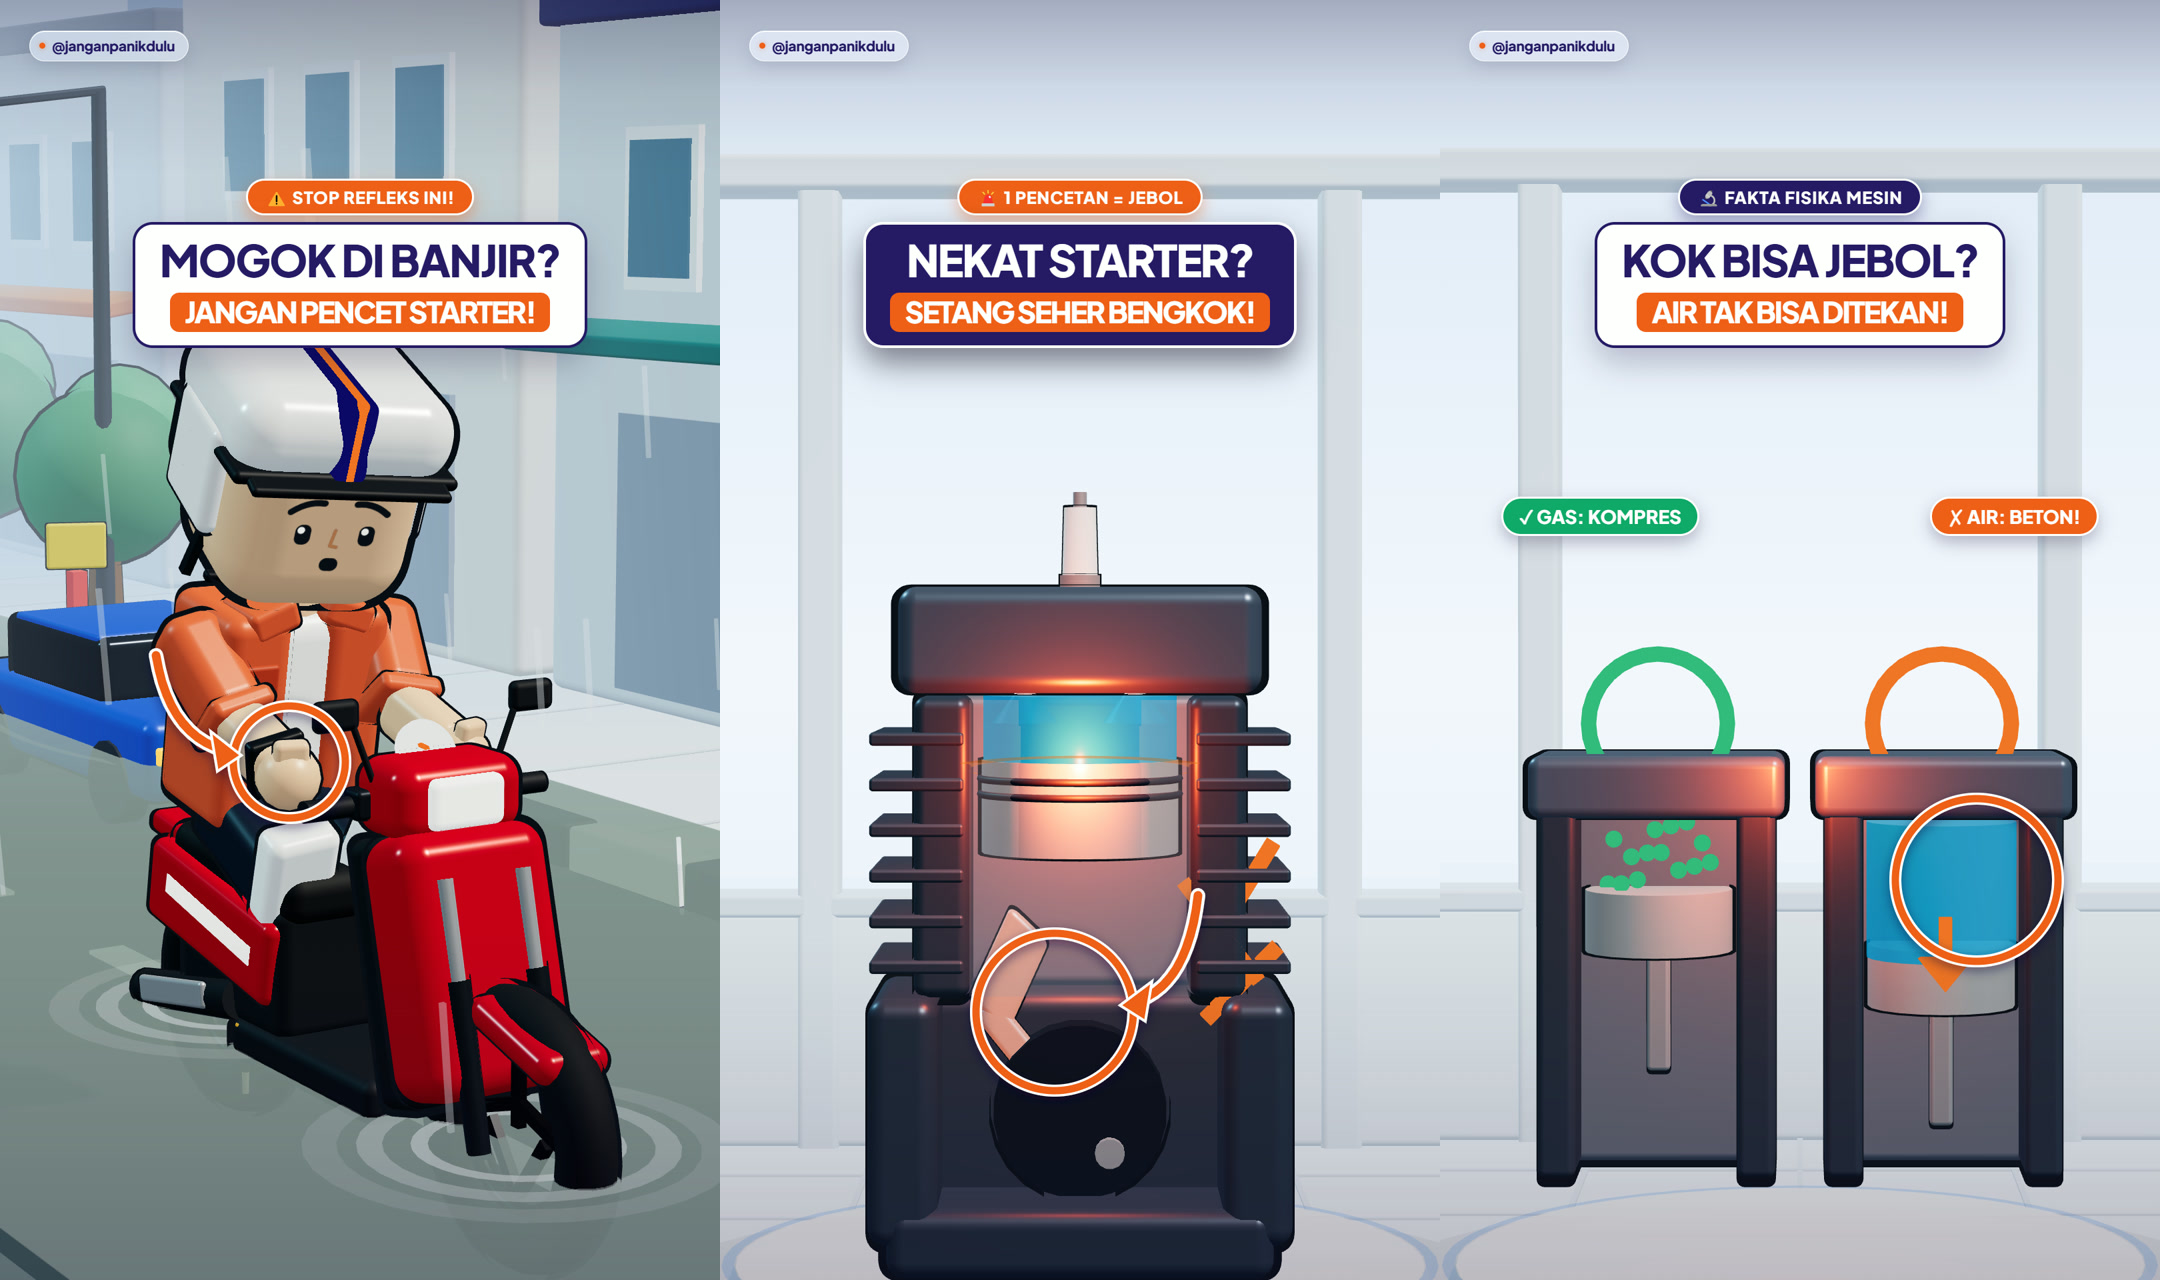 @janganpanikdulu
⚠️ STOP REFLEKS INI!
MOGOK DI BANJIR?
JANGAN PENCET STARTER!
@janganpanikdulu
🚨 1 PENCETAN = JEBOL
NEKAT STARTER?
SETANG SEHER BENGKOK!
@janganpanikdulu
🔬 FAKTA FISIKA MESIN
KOK BISA JEBOL?
AIR TAK BISA DITEKAN!
✓ GAS: KOMPRES
✗ AIR: BETON!